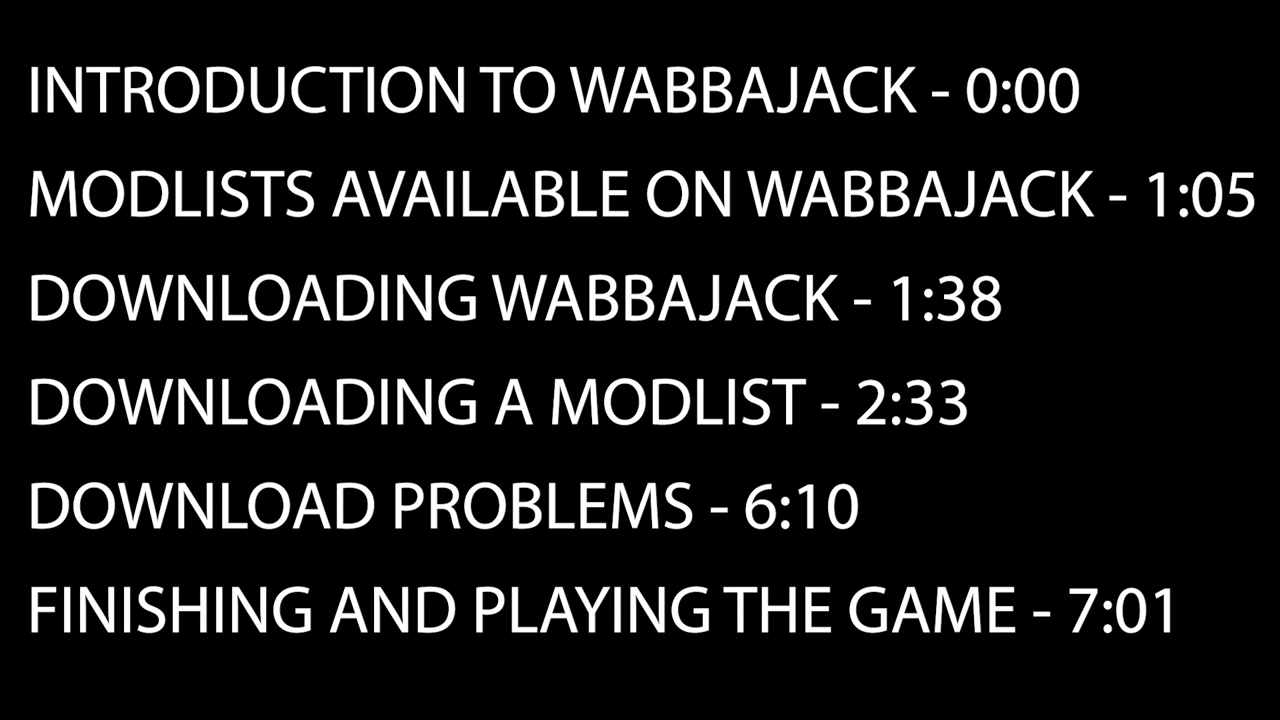 INTRODUCTION TO WABBAJACK - 0:00
MODLISTS AVAILABLE ON WABBAJACK - 1:05
DOWNLOADING WABBAJACK - 1:38
DOWNLOADING A MODLIST - 2:33
DOWNLOAD PROBLEMS - 6:10
FINISHING AND PLAYING THE GAME - 7:01